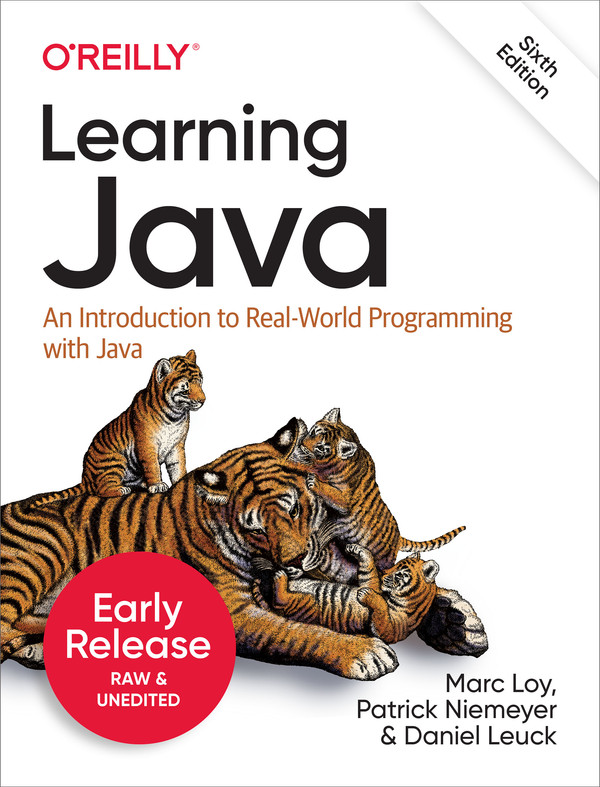 O'REILLY®
Sixth
Edition
Learning
Java
An Introduction to Real-World Programming
with Java
Early
Release
RAW &
UNEDITED
Marc Loy,
Patrick Niemeyer
& Daniel Leuck